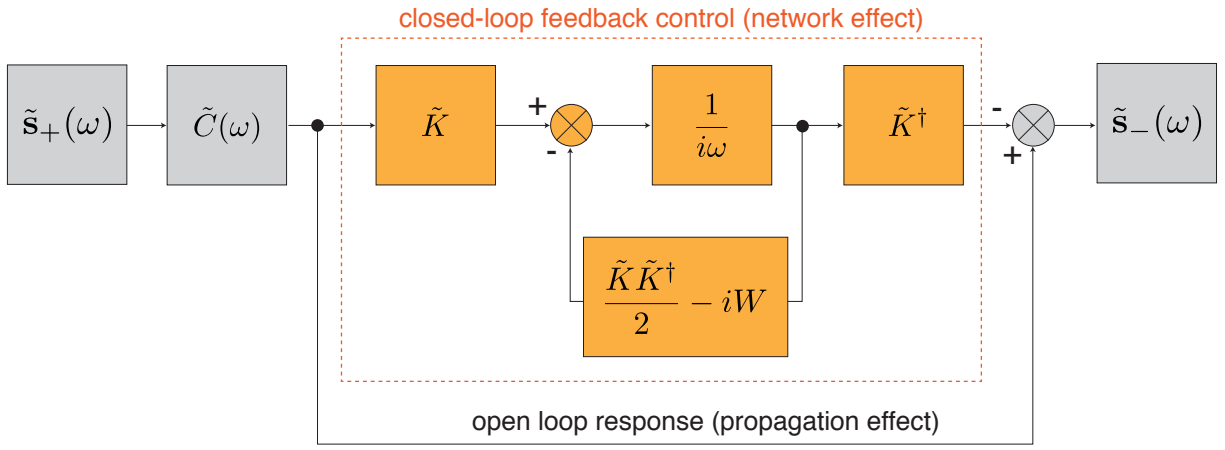 closed-loop feedback control (network effect)
s̃₊(ω)
C̃(ω)
K̃
+
-
1
iω
K̃†
-
+
s̃₋(ω)
K̃K̃†
2
− iW
open loop response (propagation effect)